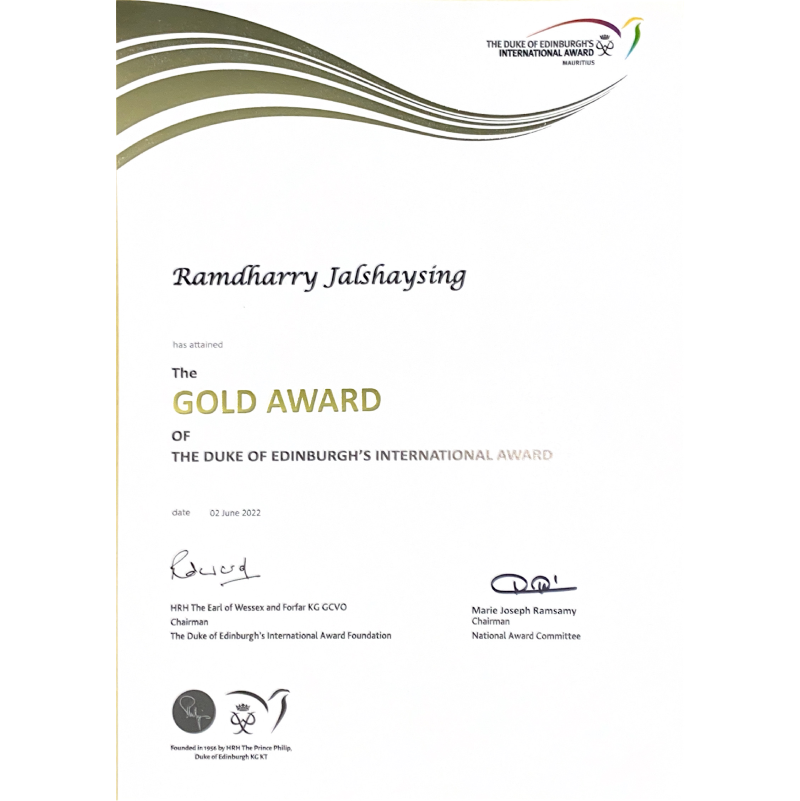 THE DUKE OF EDINBURGH'S
INTERNATIONAL AWARD
MAURITIUS
Ramdharry Jalshaysing
has attained
The
GOLD AWARD
OF
THE DUKE OF EDINBURGH'S INTERNATIONAL AWARD
date 02 June 2022
Edward
HRH The Earl of Wessex and Forfar KG GCVO
Chairman
The Duke of Edinburgh's International Award Foundation
Marie Joseph Ramsamy
Chairman
National Award Committee
Philip
Founded in 1956 by HRH The Prince Philip,
Duke of Edinburgh KG KT